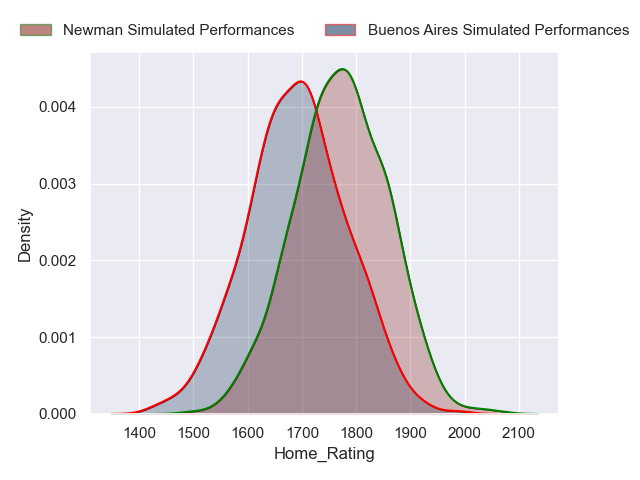 Newman Simulated Performances Buenos Aires Simulated Performances
0.004
0.003
0.002
0.001
0.000
Density
1400 1500 1600 1700 1800 1900 2000 2100
Home_Rating